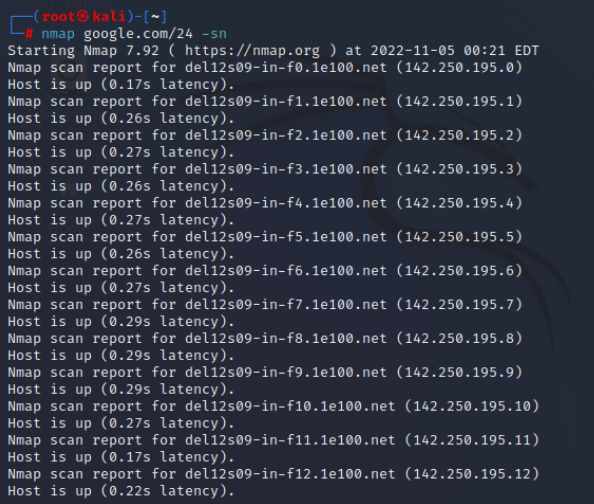 ┌──(root㉿kali)-[~]
└─# nmap google.com/24 -sn
Starting Nmap 7.92 ( https://nmap.org ) at 2022-11-05 00:21 EDT
Nmap scan report for del12s09-in-f0.1e100.net (142.250.195.0)
Host is up (0.17s latency).
Nmap scan report for del12s09-in-f1.1e100.net (142.250.195.1)
Host is up (0.26s latency).
Nmap scan report for del12s09-in-f2.1e100.net (142.250.195.2)
Host is up (0.27s latency).
Nmap scan report for del12s09-in-f3.1e100.net (142.250.195.3)
Host is up (0.26s latency).
Nmap scan report for del12s09-in-f4.1e100.net (142.250.195.4)
Host is up (0.27s latency).
Nmap scan report for del12s09-in-f5.1e100.net (142.250.195.5)
Host is up (0.26s latency).
Nmap scan report for del12s09-in-f6.1e100.net (142.250.195.6)
Host is up (0.27s latency).
Nmap scan report for del12s09-in-f7.1e100.net (142.250.195.7)
Host is up (0.29s latency).
Nmap scan report for del12s09-in-f8.1e100.net (142.250.195.8)
Host is up (0.29s latency).
Nmap scan report for del12s09-in-f9.1e100.net (142.250.195.9)
Host is up (0.29s latency).
Nmap scan report for del12s09-in-f10.1e100.net (142.250.195.10)
Host is up (0.27s latency).
Nmap scan report for del12s09-in-f11.1e100.net (142.250.195.11)
Host is up (0.17s latency).
Nmap scan report for del12s09-in-f12.1e100.net (142.250.195.12)
Host is up (0.22s latency).